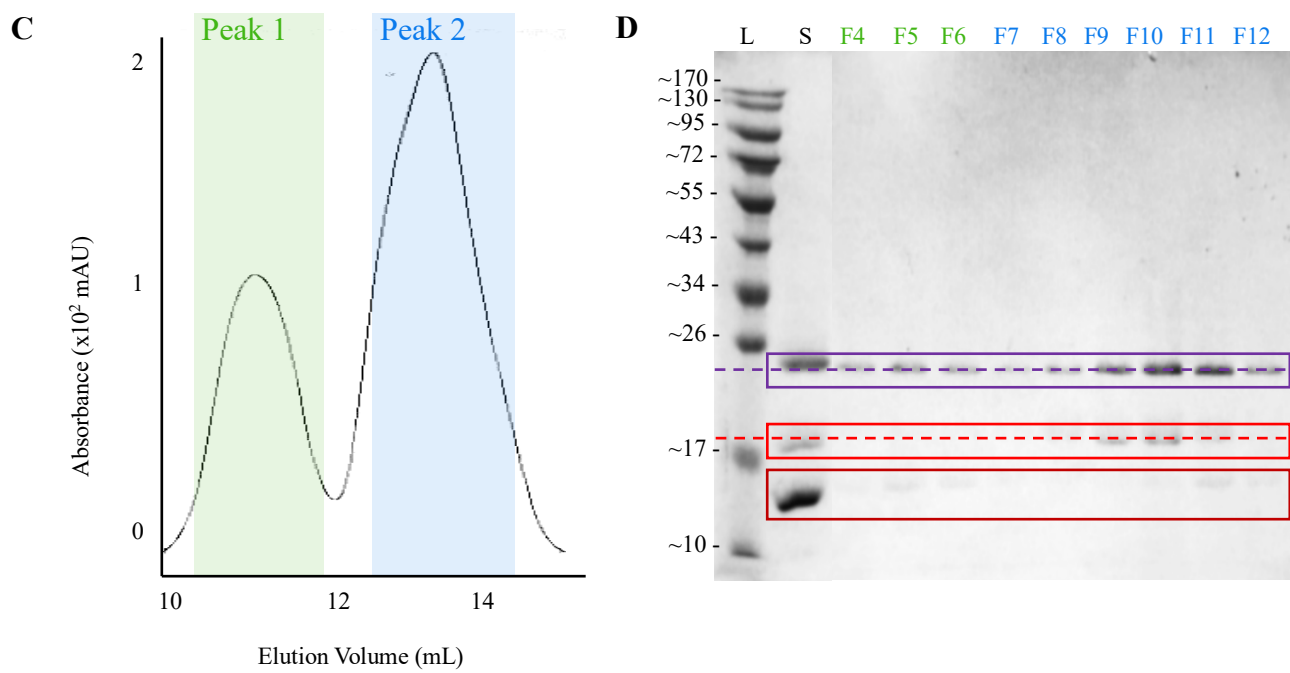 C
Peak 1
Peak 2
2
1
0
Absorbance (x10² mAU)
10 12 14
Elution Volume (mL)
D
L S F4 F5 F6 F7 F8 F9 F10 F11 F12
~170 -
~130 -
~95 -
~72 -
~55 -
~43 -
~34 -
~26 -
~17 -
~10 -